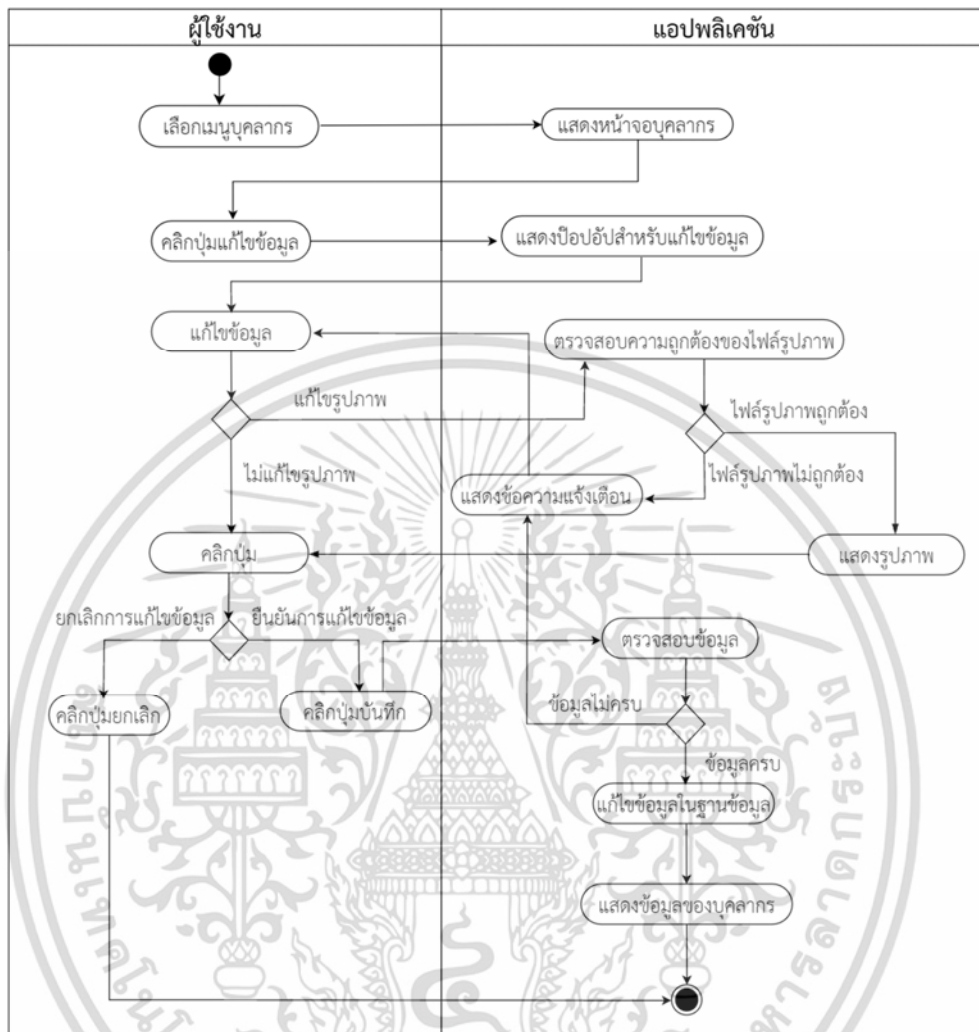 ผู้ใช้งาน
แอปพลิเคชัน
เลือกเมนูบุคลากร
แสดงหน้าจอบุคลากร
คลิกปุ่มแก้ไขข้อมูล
แสดงป๊อปอัปสำหรับแก้ไขข้อมูล
แก้ไขข้อมูล
ตรวจสอบความถูกต้องของไฟล์รูปภาพ
แก้ไขรูปภาพ
ไฟล์รูปภาพถูกต้อง
ไม่แก้ไขรูปภาพ
ไฟล์รูปภาพไม่ถูกต้อง
แสดงข้อความแจ้งเตือน
คลิกปุ่ม
แสดงรูปภาพ
ยกเลิกการแก้ไขข้อมูล
ยืนยันการแก้ไขข้อมูล
ตรวจสอบข้อมูล
คลิกปุ่มยกเลิก
คลิกปุ่มบันทึก
ข้อมูลไม่ครบ
ข้อมูลครบ
แก้ไขข้อมูลในฐานข้อมูล
แสดงข้อมูลของบุคลากร